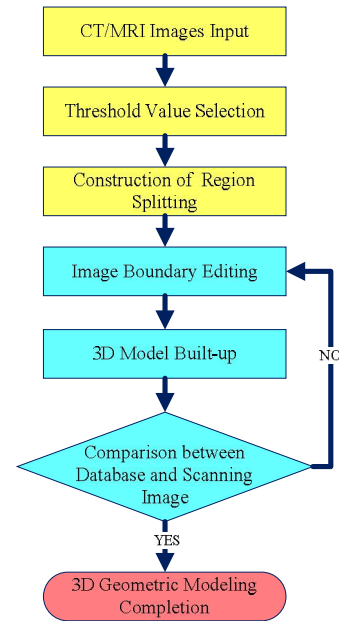 CT/MRI Images Input
Threshold Value Selection
Construction of Region
Splitting
Image Boundary Editing
3D Model Built-up
NO
Comparison between
Database and Scanning
Image
YES
3D Geometric Modeling
Completion